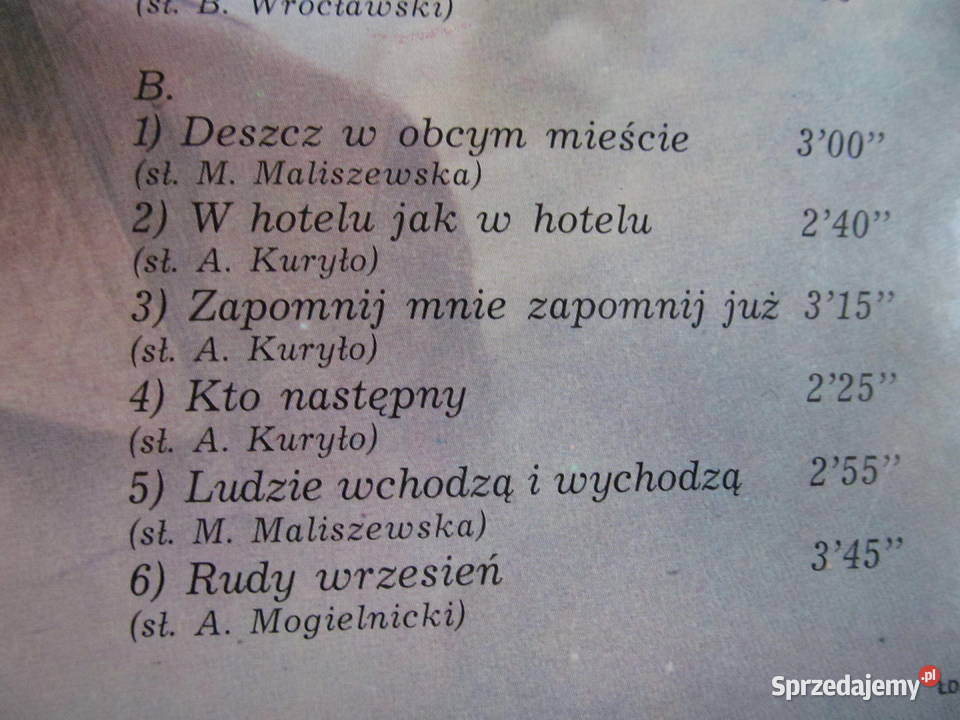 (sł. B. Wrocławski)
B.
1) Deszcz w obcym mieście 3’00”
(sł. M. Maliszewska)
2) W hotelu jak w hotelu 2’40”
(sł. A. Kuryło)
3) Zapomnij mnie zapomnij już 3’15”
(sł. A. Kuryło)
4) Kto następny 2’25”
(sł. A. Kuryło)
5) Ludzie wchodzą i wychodzą 2’55”
(sł. M. Maliszewska)
6) Rudy wrzesień 3’45”
(sł. A. Mogielnicki)
Sprzedajemy.pl